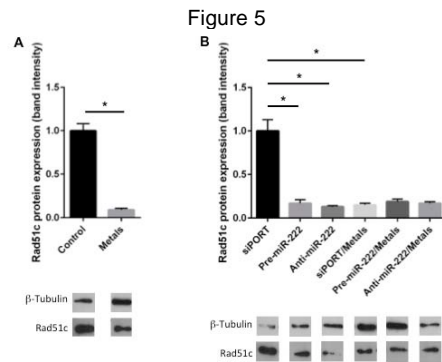 Figure 5
A
B
Rad51c protein expression (band intensity)
1.5
1.0
0.5
0.0
*
Control
Metals
β-Tubulin
Rad51c
Rad51c protein expression (band intensity)
1.5
1.0
0.5
0.0
*
*
*
siPORT
Pre-miR-222
Anti-miR-222
siPORT/Metals
Pre-miR-222/Metals
Anti-miR-222/Metals
β-Tubulin
Rad51c